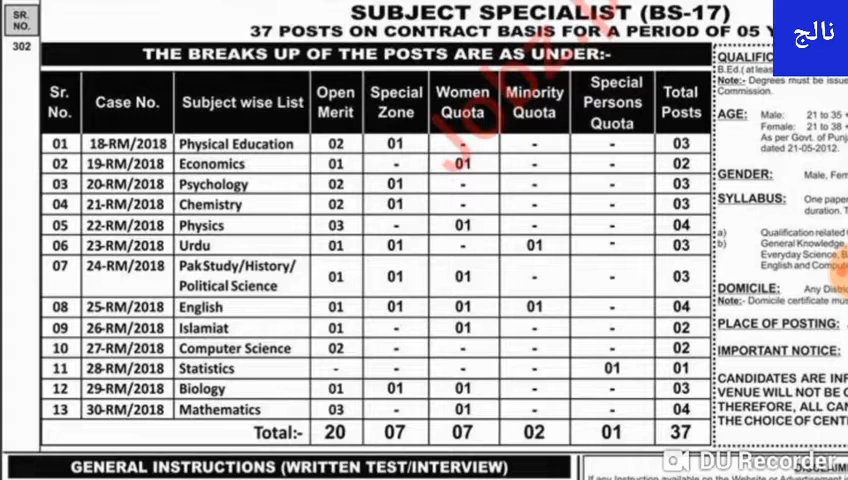 SR. NO.
302
SUBJECT SPECIALIST (BS-17)
37 POSTS ON CONTRACT BASIS FOR A PERIOD OF 05
نالج
THE BREAKS UP OF THE POSTS ARE AS UNDER:-
Sr. No. Case No. Subject wise List Open Merit Special Zone Women Quota Minority Quota Special Persons Quota Total Posts
01 18-RM/2018 Physical Education 02 01 - - - 03
02 19-RM/2018 Economics 01 - 01 - - 02
03 20-RM/2018 Psychology 02 01 - - - 03
04 21-RM/2018 Chemistry 02 01 - - - 03
05 22-RM/2018 Physics 03 - 01 - - 04
06 23-RM/2018 Urdu 01 01 - 01 - 03
07 24-RM/2018 Pak Study/History/ Political Science 01 01 01 - - 03
08 25-RM/2018 English 01 01 01 01 - 04
09 26-RM/2018 Islamiat 01 - 01 - - 02
10 27-RM/2018 Computer Science 02 - - - - 02
11 28-RM/2018 Statistics - - - - 01 01
12 29-RM/2018 Biology 01 01 01 - - 03
13 30-RM/2018 Mathematics 03 - 01 - - 04
Total:- 20 07 07 02 01 37
GENERAL INSTRUCTIONS (WRITTEN TEST/INTERVIEW)
B.Ed.( at leas
Note:- Degrees must be issue
Commission.
AGE: Male: 21 to 35 +
Female: 21 to 38 +
As per Govt. of Punj
dated 21-05-2012.
GENDER: Male, Fem
SYLLABUS: One pape
duration. T
a) Qualification related
b) General Knowledge,
Everyday Science, B
English and Compute
DOMICILE: Any Distri
Note:- Domicile certificate mus
PLACE OF POSTING:
IMPORTANT NOTICE:
CANDIDATES ARE INF
VENUE WILL NOT BE
THEREFORE, ALL CAN
THE CHOICE OF CENT
DU Recorder